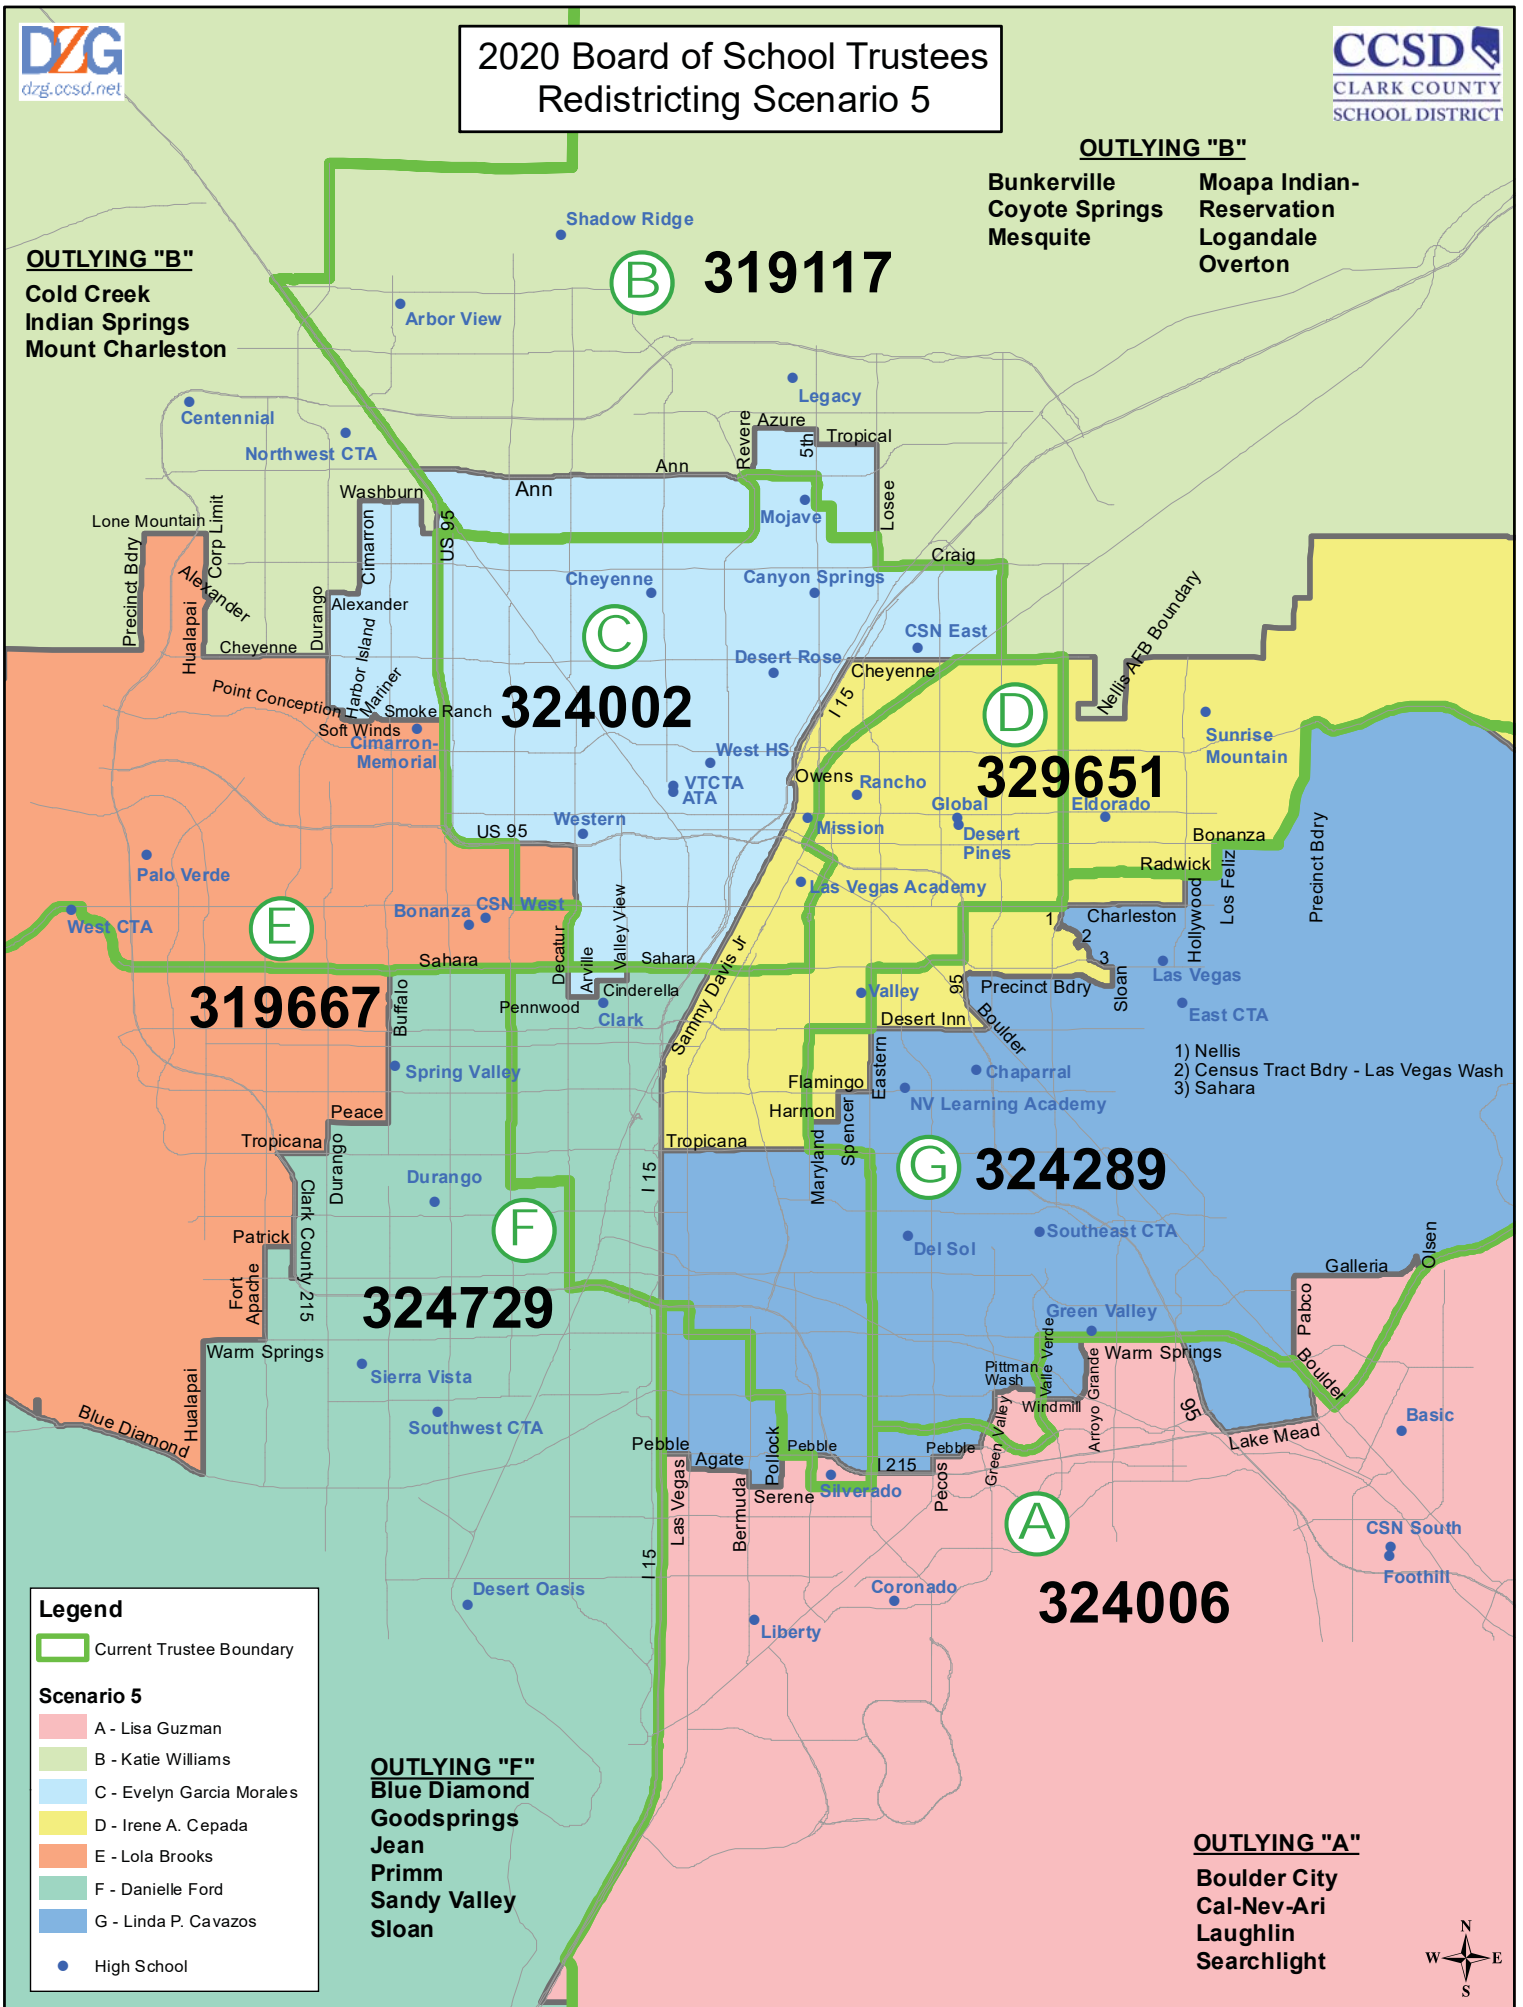 DZG
dzg.ccsd.net
2020 Board of School Trustees
Redistricting Scenario 5
CCSD
CLARK COUNTY
SCHOOL DISTRICT
OUTLYING "B"
Bunkerville
Coyote Springs
Mesquite
Moapa Indian-
Reservation
Logandale
Overton
OUTLYING "B"
Cold Creek
Indian Springs
Mount Charleston
Shadow Ridge
B
319117
Arbor View
Legacy
Centennial
Northwest CTA
Revere
Azure
5th
Tropical
Ann
Ann
Washburn
Losee
Mojave
Lone Mountain
Corp Limit
Cimarron
US 95
Precinct Bdry
Alexander
Hualapai
Cheyenne
Durango
Alexander
Craig
Cheyenne
Canyon Springs
C
CSN East
Nellis AFB Boundary
Desert Rose
Cheyenne
Harbor Island
Mariner
Point Conception
Smoke Ranch
Soft Winds
324002
I 15
D
Cimarron-
Memorial
Sunrise
Mountain
West HS
329651
Owens
Rancho
VTCTA
ATA
Global
Eldorado
Western
US 95
Mission
Desert
Pines
Bonanza
Precinct Bdry
Radwick
Los Feliz
Palo Verde
Las Vegas Academy
West CTA
E
Bonanza
CSN West
Hollywood
Charleston
1
2
3
Decatur
Arville
Valley View
Sahara
Sahara
Sammy Davis Jr
Las Vegas
Sloan
319667
Buffalo
Pennwood
Cinderella
Clark
Valley
95
Precinct Bdry
East CTA
Desert Inn
Boulder
1) Nellis
2) Census Tract Bdry - Las Vegas Wash
3) Sahara
Spring Valley
Flamingo
Eastern
Chaparral
NV Learning Academy
Peace
Harmon
Spencer
Tropicana
Durango
Tropicana
Maryland
I 15
G
324289
Durango
Clark County 215
F
Patrick
Del Sol
Southeast CTA
Olsen
Galleria
Fort
Apache
324729
Pabco
Green Valley
Warm Springs
Valle Verde
Warm Springs
Arroyo Grande
Boulder
Hualapai
Sierra Vista
Pittman
Wash
Windmill
95
Blue Diamond
Southwest CTA
Basic
Lake Mead
Pebble
Agate
Pollock
Pebble
Pebble
Green Valley
I 215
Las Vegas
Bermuda
Serene
Silverado
Pecos
A
CSN South
Foothill
I 15
Desert Oasis
Coronado
324006
Liberty
Legend
Current Trustee Boundary
Scenario 5
A - Lisa Guzman
B - Katie Williams
C - Evelyn Garcia Morales
D - Irene A. Cepada
E - Lola Brooks
F - Danielle Ford
G - Linda P. Cavazos
High School
OUTLYING "F"
Blue Diamond
Goodsprings
Jean
Primm
Sandy Valley
Sloan
OUTLYING "A"
Boulder City
Cal-Nev-Ari
Laughlin
Searchlight
N
W
E
S